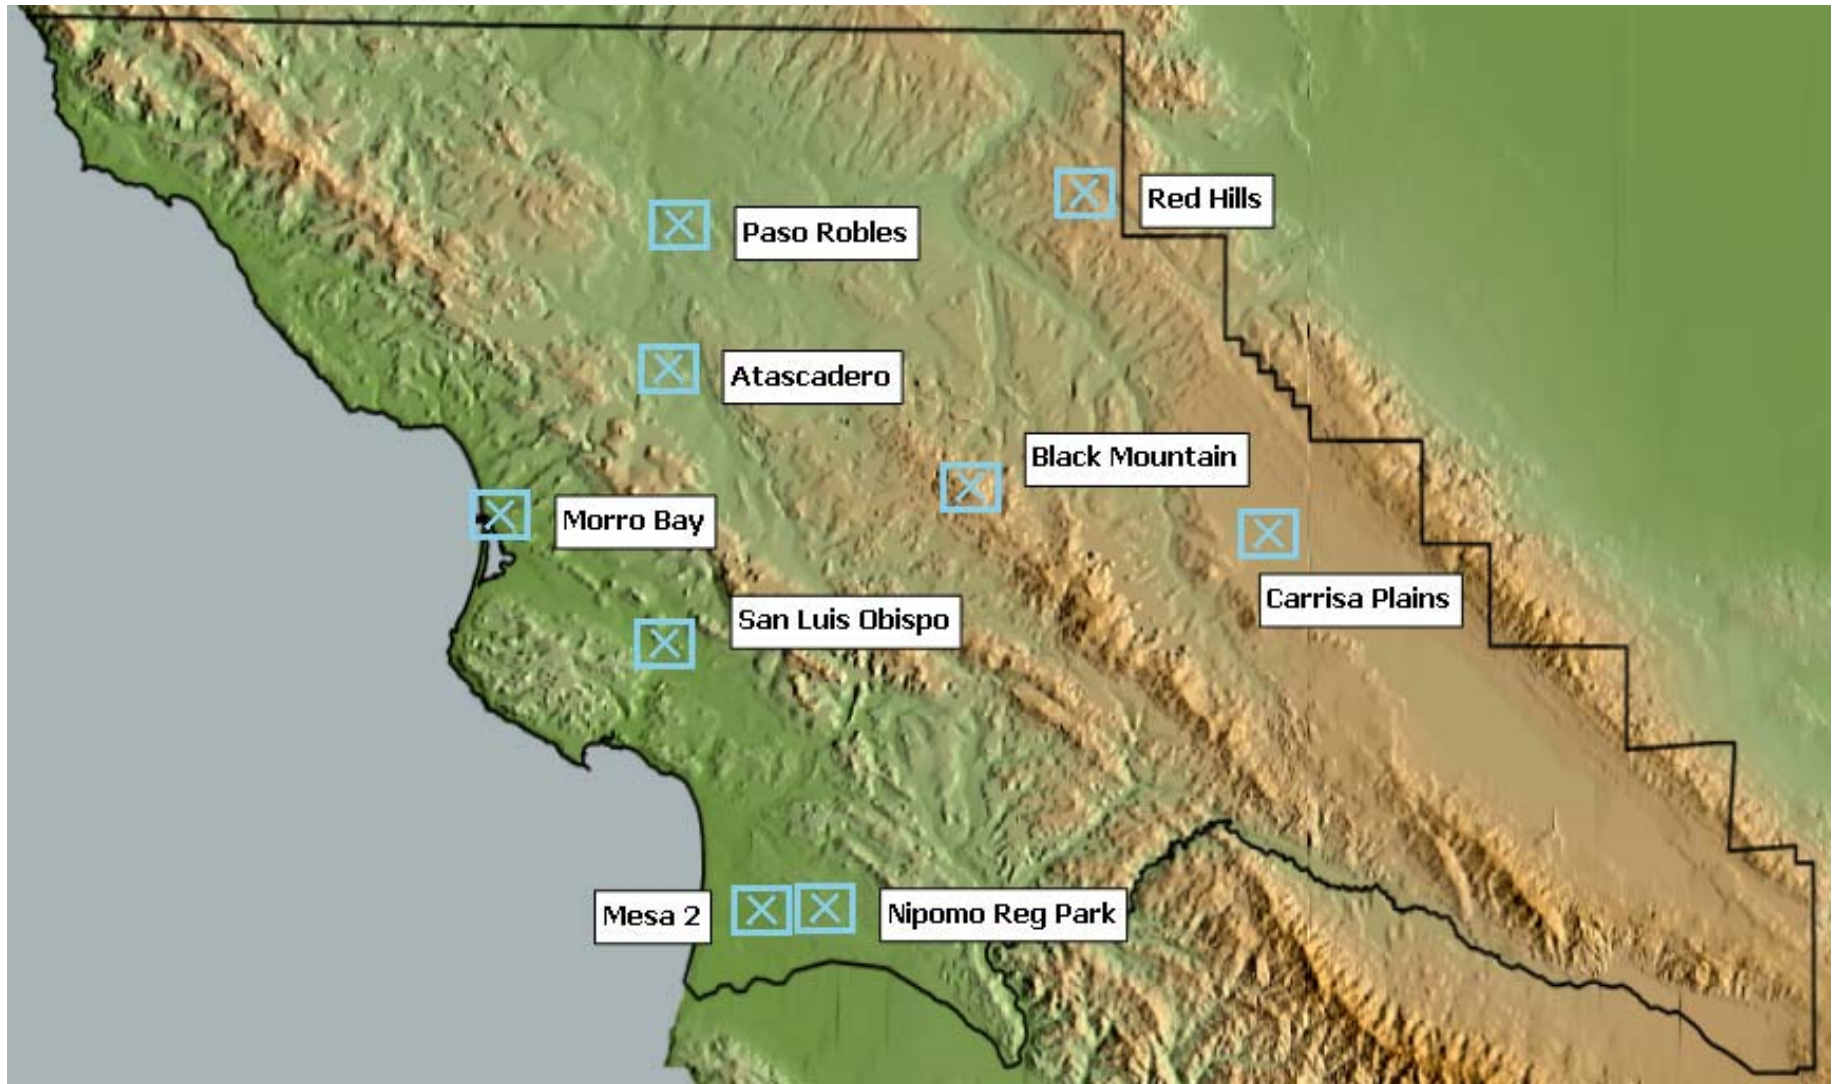 Red Hills
Paso Robles
Atascadero
Black Mountain
Morro Bay
Carrisa Plains
San Luis Obispo
Mesa 2
Nipomo Reg Park